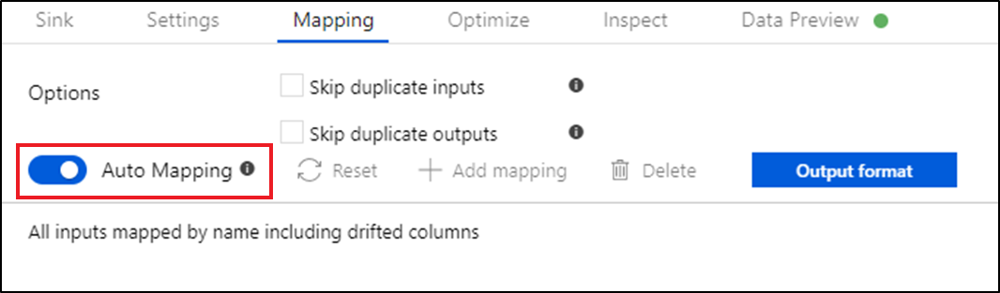 Sink Settings Mapping Optimize Inspect Data Preview
Options
Skip duplicate inputs
Skip duplicate outputs
Auto Mapping Reset Add mapping Delete Output format
All inputs mapped by name including drifted columns